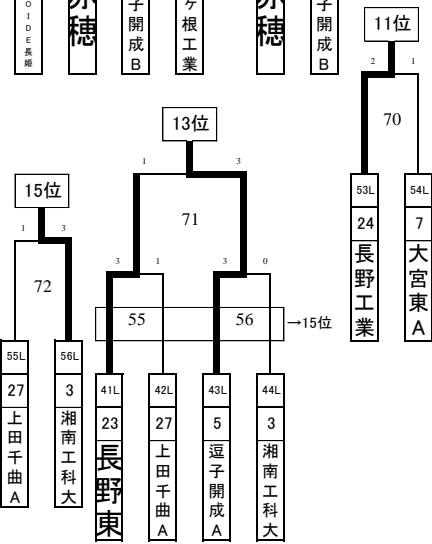 OIDE長姫
赤穂
子開成B
ヶ根工業
赤穂
子開成B
11位
2 1
70
53L 54L
24 7
長野工業
大宮東A
13位
1 3
71
3 1 3 0
55 56 →15位
41L 42L 43L 44L
23 27 5 3
長野東
上田千曲A
逗子開成A
湘南工科大
15位
1 3
72
55L 56L
27 3
上田千曲A
湘南工科大